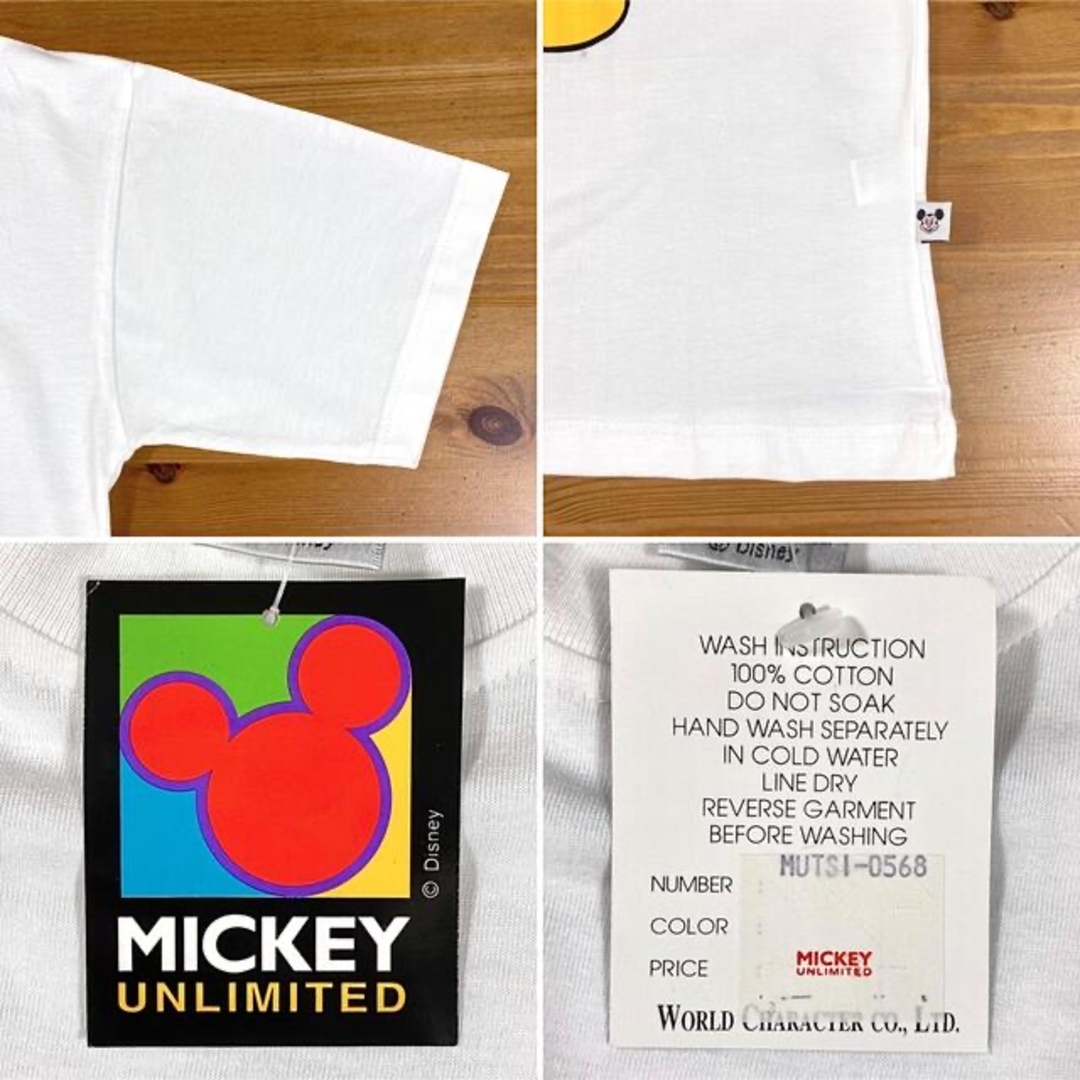 Disney
© Disney
MICKEY
UNLIMITED
© Disney
WASH INSTRUCTION
100% COTTON
DO NOT SOAK
HAND WASH SEPARATELY
IN COLD WATER
LINE DRY
REVERSE GARMENT
BEFORE WASHING
NUMBER : MUTSI-0568
COLOR :
PRICE :
MICKEY
UNLIMITED
WORLD CHARACTER CO., LTD.